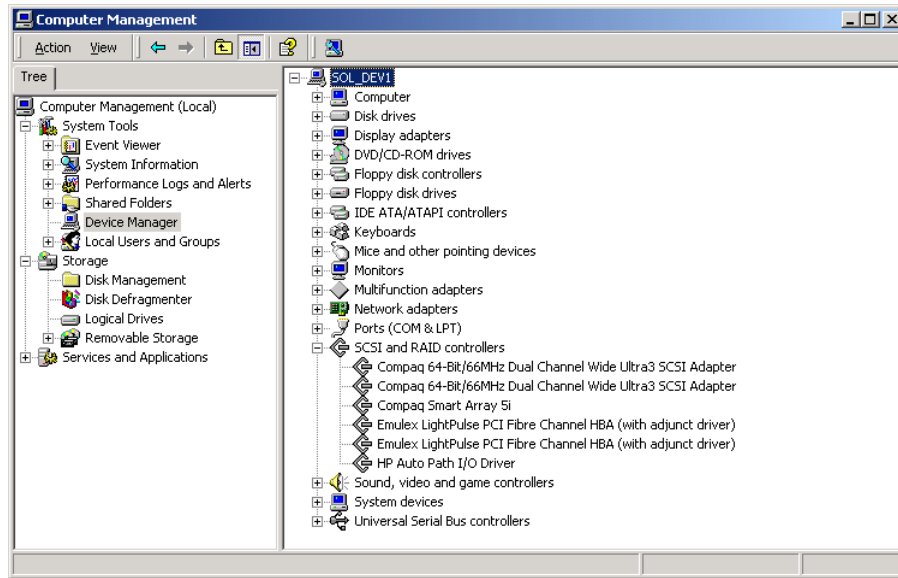 Computer Management
Action View
Tree
Computer Management (Local)
System Tools
Event Viewer
System Information
Performance Logs and Alerts
Shared Folders
Device Manager
Local Users and Groups
Storage
Disk Management
Disk Defragmenter
Logical Drives
Removable Storage
Services and Applications
SOL_DEV1
Computer
Disk drives
Display adapters
DVD/CD-ROM drives
Floppy disk controllers
Floppy disk drives
IDE ATA/ATAPI controllers
Keyboards
Mice and other pointing devices
Monitors
Multifunction adapters
Network adapters
Ports (COM & LPT)
SCSI and RAID controllers
Compaq 64-Bit/66MHz Dual Channel Wide Ultra3 SCSI Adapter
Compaq 64-Bit/66MHz Dual Channel Wide Ultra3 SCSI Adapter
Compaq Smart Array 5i
Emulex LightPulse PCI Fibre Channel HBA (with adjunct driver)
Emulex LightPulse PCI Fibre Channel HBA (with adjunct driver)
HP Auto Path I/O Driver
Sound, video and game controllers
System devices
Universal Serial Bus controllers